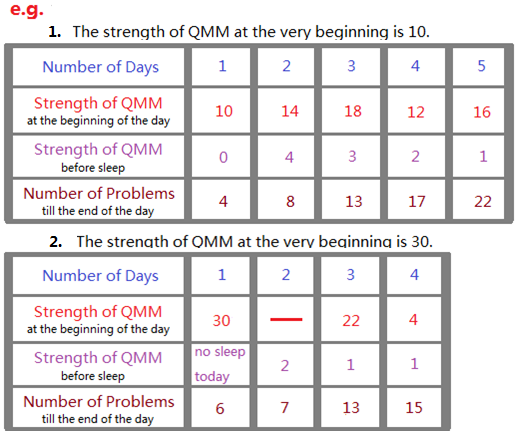 e.g.
1. The strength of QMM at the very beginning is 10.
Number of Days 1 2 3 4 5
Strength of QMM
at the beginning of the day 10 14 18 12 16
Strength of QMM
before sleep 0 4 3 2 1
Number of Problems
till the end of the day 4 8 13 17 22
2. The strength of QMM at the very beginning is 30.
Number of Days 1 2 3 4
Strength of QMM
at the beginning of the day 30 — 22 4
Strength of QMM no sleep
before sleep today 2 1 1
Number of Problems
till the end of the day 6 7 13 15